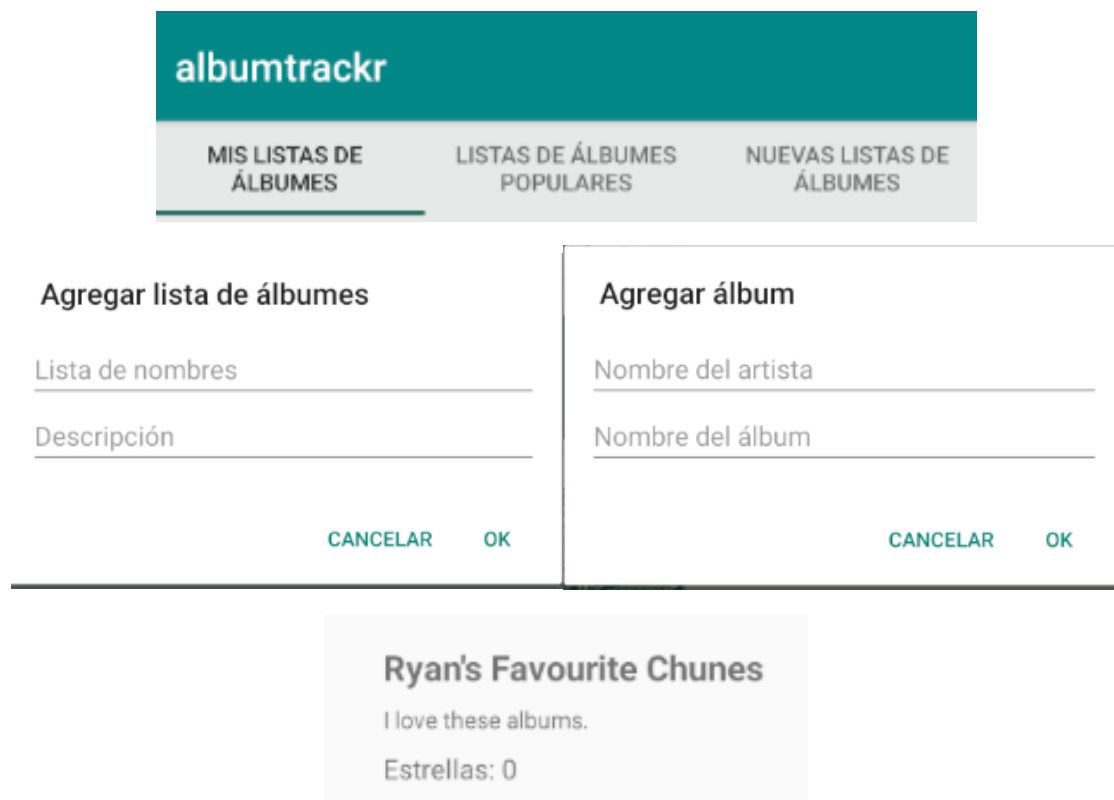 albumtrackr
MIS LISTAS DE
ÁLBUMES
LISTAS DE ÁLBUMES
POPULARES
NUEVAS LISTAS DE
ÁLBUMES
Agregar lista de álbumes
Lista de nombres
Descripción
CANCELAR OK
Agregar álbum
Nombre del artista
Nombre del álbum
CANCELAR OK
Ryan's Favourite Chunes
I love these albums.
Estrellas: 0